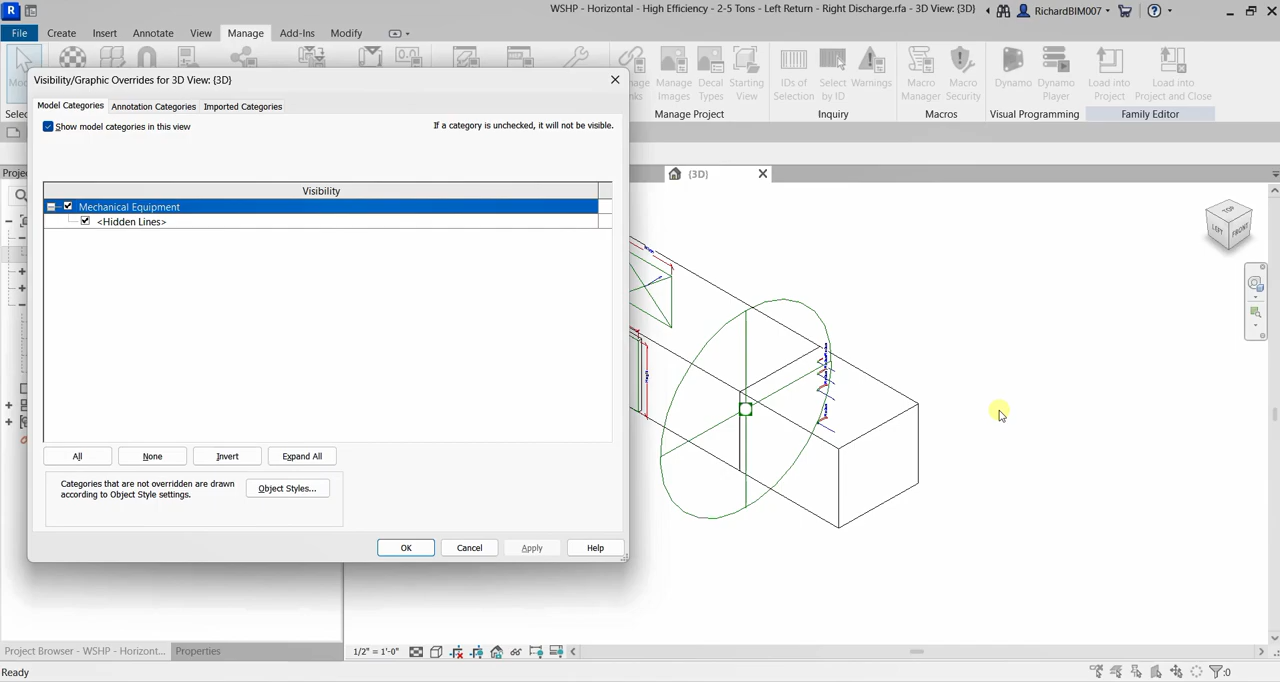 WSHP - Horizontal - High Efficiency - 2-5 Tons - Left Return - Right Discharge.rfa - 3D View: {3D}
RichardBIM007
File Create Insert Annotate View Manage Add-Ins Modify
Visibility/Graphic Overrides for 3D View: {3D}
Model Categories Annotation Categories Imported Categories
Show model categories in this view
If a category is unchecked, it will not be visible.
Visibility
Mechanical Equipment
<Hidden Lines>
All None Invert Expand All
Categories that are not overridden are drawn
according to Object Style settings.
Object Styles...
OK Cancel Apply Help
Manage
Images
Decal
Types
Starting
View
IDs of
Selection
Select
by ID
Warnings
Macro
Manager
Macro
Security
Dynamo
Dynamo
Player
Load into
Project
Load into
Project and Close
Manage Project Inquiry Macros Visual Programming Family Editor
{3D}
TOP
LEFT
FRONT
1/2" = 1'-0"
Project Browser - WSHP - Horizont...
Properties
Ready
:0